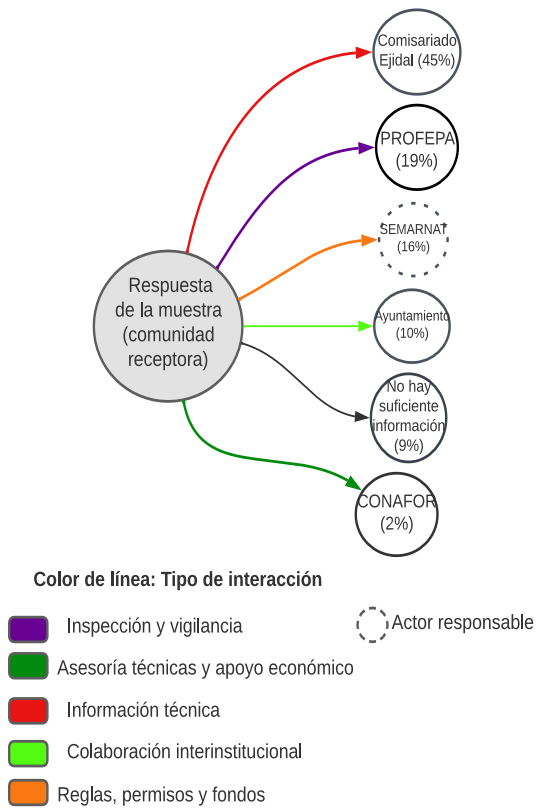 Comisariado
Ejidal (45%)
PROFEPA
(19%)
SEMARNAT
(16%)
Respuesta
de la muestra
(comunidad
receptora)
Ayuntamiento
(10%)
No hay
suficiente
información
(9%)
CONAFOR
(2%)
Color de línea: Tipo de interacción
Inspección y vigilancia
Actor responsable
Asesoría técnicas y apoyo económico
Información técnica
Colaboración interinstitucional
Reglas, permisos y fondos